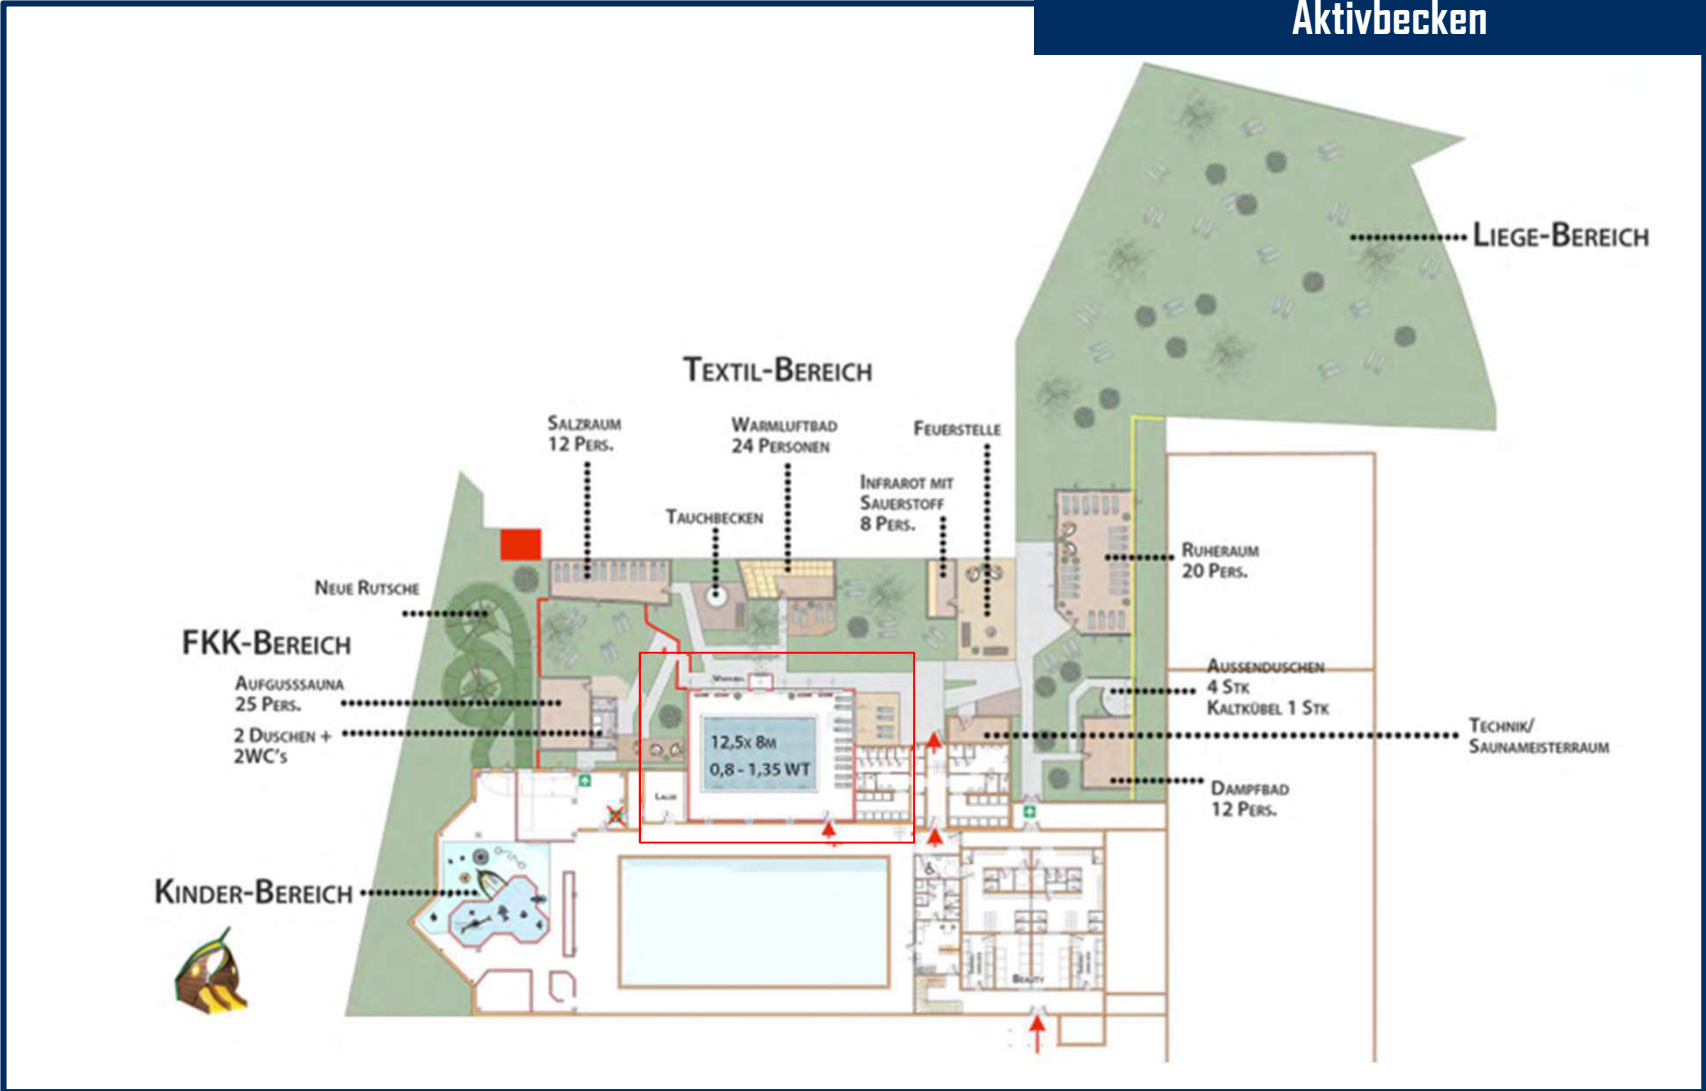 Aktivbecken
Liege-Bereich
Textil-Bereich
Salzraum
12 Pers.
Warmluftbad
24 Personen
Feuerstelle
Infrarot mit
Sauerstoff
8 Pers.
Tauchbecken
Ruheraum
20 Pers.
Neue Rutsche
FKK-Bereich
Aufgusssauna
25 Pers.
2 Duschen +
2WC's
Aussenduschen
4 Stk
Kaltkübel 1 Stk
Technik/
Saunameisterraum
12,5x 8m
0,8 - 1,35 WT
Dampfbad
12 Pers.
Kinder-Bereich
Beauty